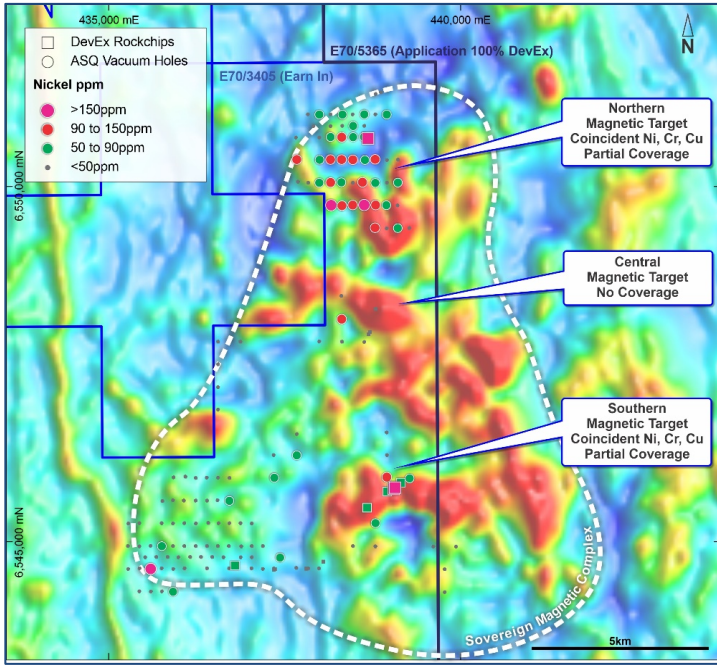 435,000 mE
440,000 mE
N
DevEx Rockchips
ASQ Vacuum Holes
Nickel ppm
>150ppm
90 to 150ppm
50 to 90ppm
<50ppm
E70/5365 (Application 100% DevEx)
E70/3405 (Earn In)
Northern
Magnetic Target
Coincident Ni, Cr, Cu
Partial Coverage
6,550,000 mN
Central
Magnetic Target
No Coverage
Southern
Magnetic Target
Coincident Ni, Cr, Cu
Partial Coverage
6,545,000 mN
Sovereign Magnetic Complex
5km